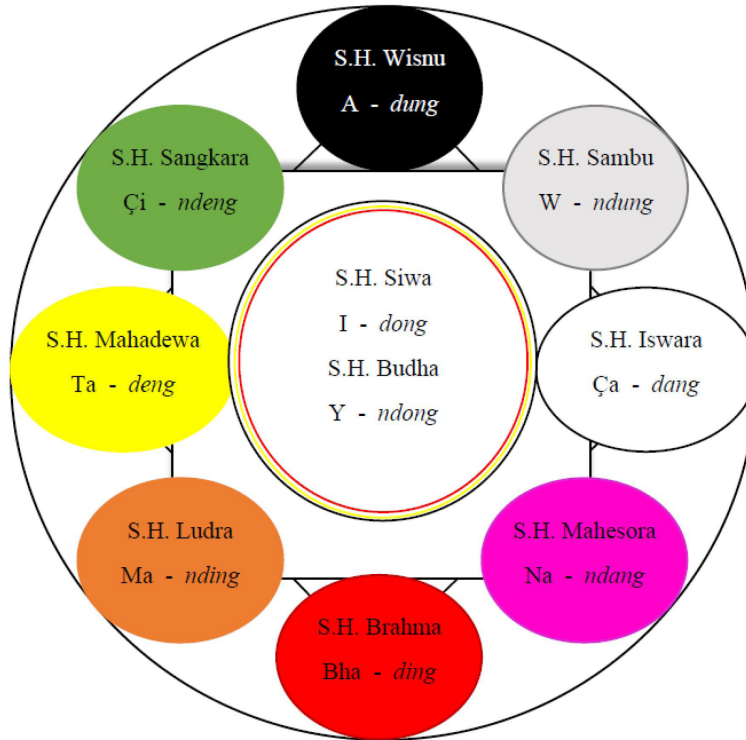 S.H. Wisnu
A - dung
S.H. Sangkara
Çi - ndeng
S.H. Sambu
W - ndung
S.H. Siwa
I - dong
S.H. Budha
Y - ndong
S.H. Mahadewa
Ta - deng
S.H. Iswara
Ça - dang
S.H. Ludra
Ma - nding
S.H. Mahesora
Na - ndang
S.H. Brahma
Bha - ding